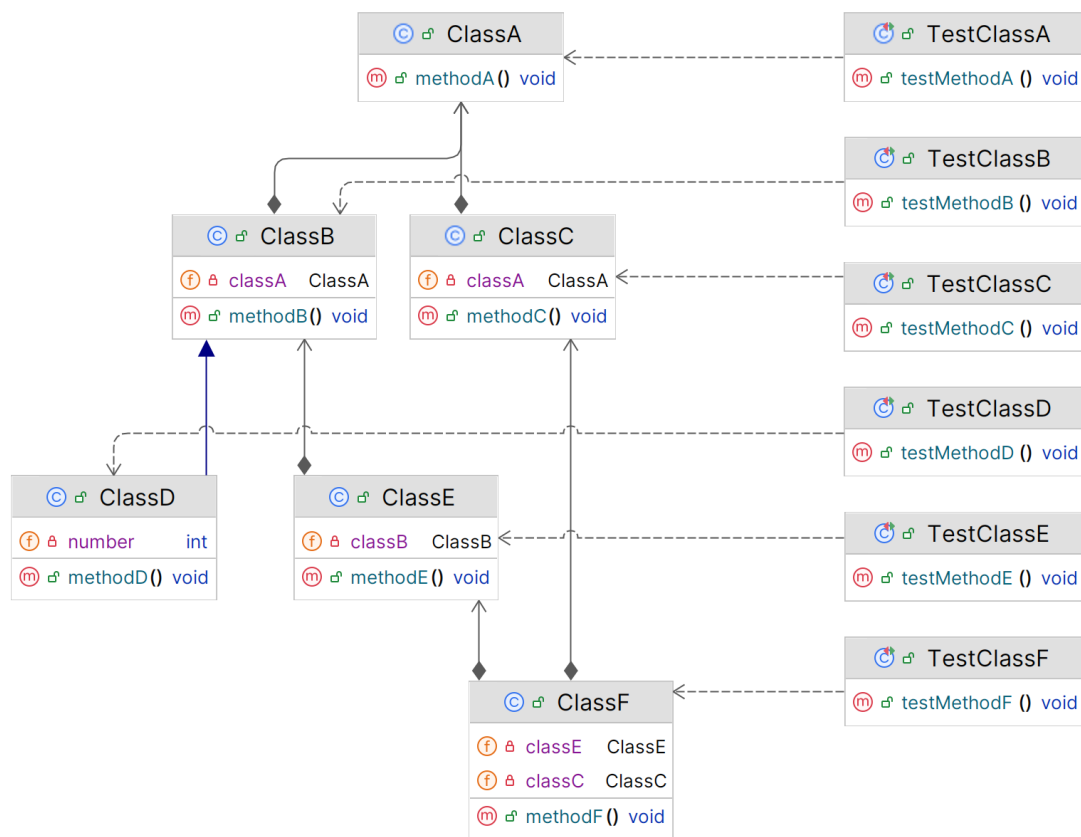 ClassA
methodA() void
TestClassA
testMethodA () void
TestClassB
testMethodB () void
ClassB
classA ClassA
methodB() void
ClassC
classA ClassA
methodC() void
TestClassC
testMethodC () void
TestClassD
testMethodD () void
ClassD
number int
methodD() void
ClassE
classB ClassB
methodE() void
TestClassE
testMethodE () void
TestClassF
testMethodF () void
ClassF
classE ClassE
classC ClassC
methodF() void